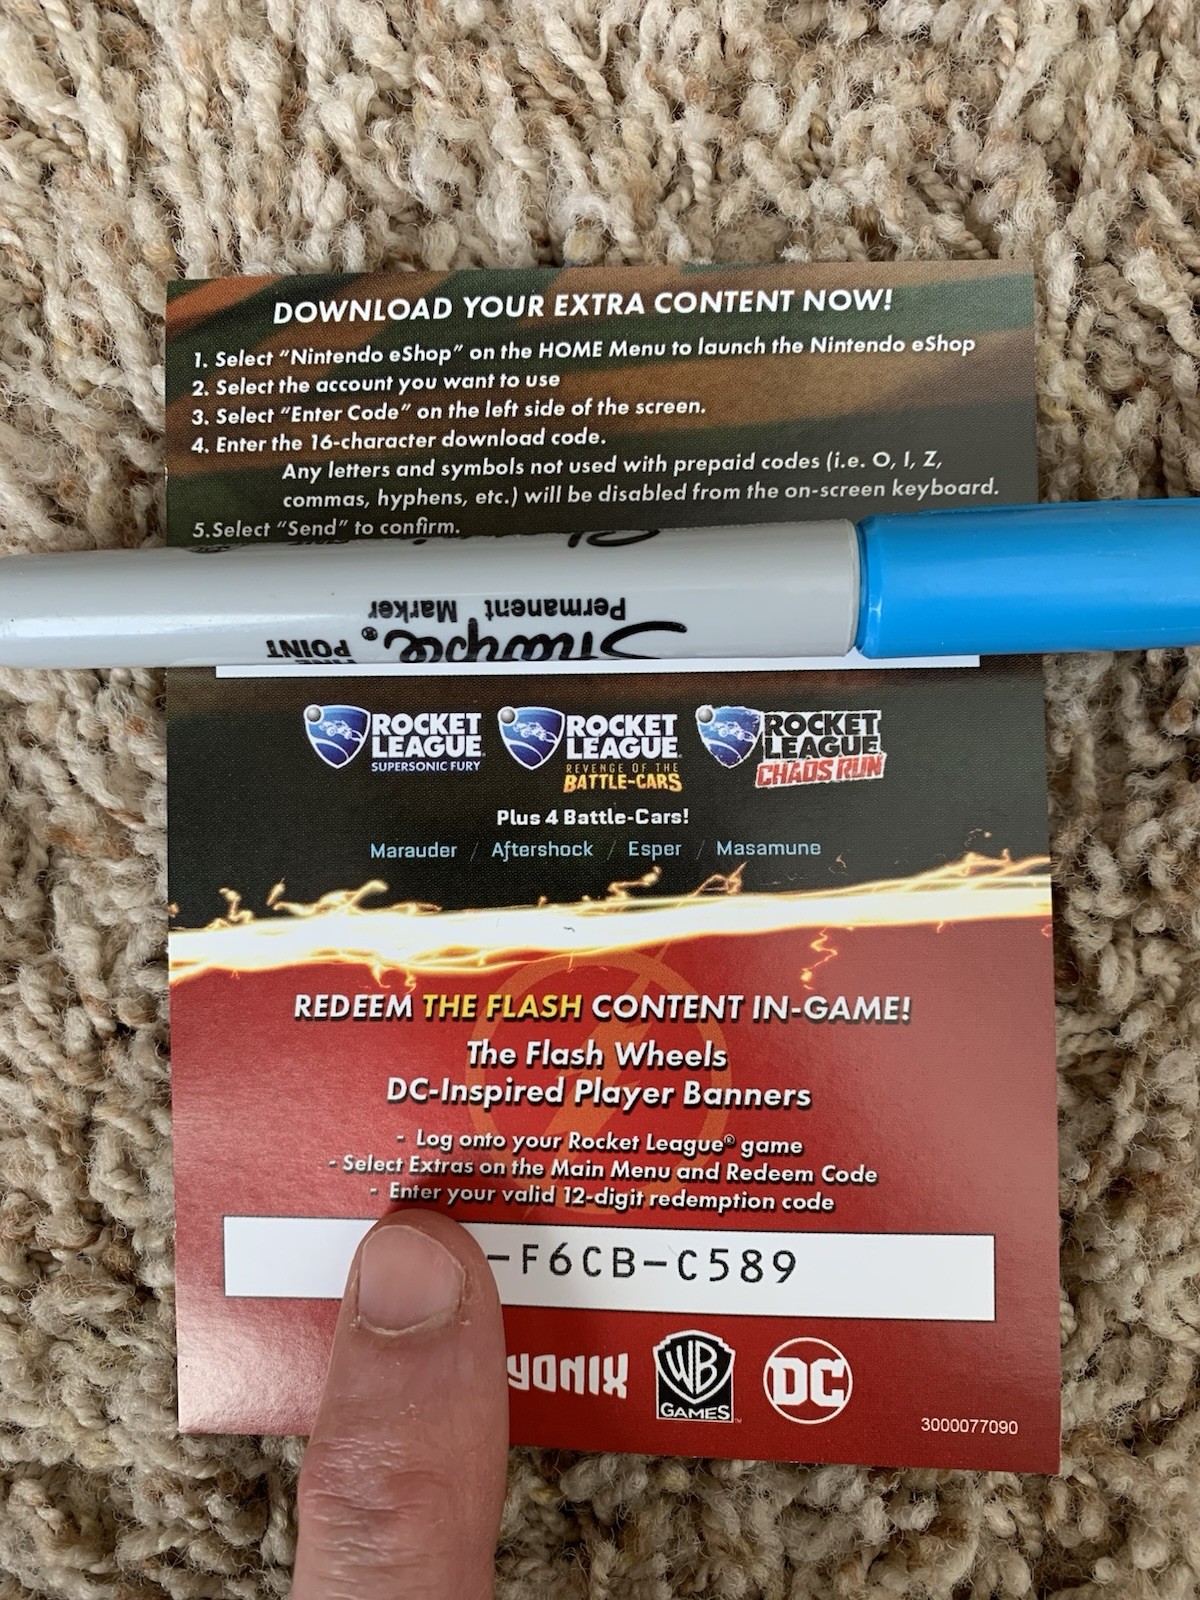 DOWNLOAD YOUR EXTRA CONTENT NOW!
1. Select “Nintendo eShop” on the HOME Menu to launch the Nintendo eShop
2. Select the account you want to use
3. Select “Enter Code” on the left side of the screen.
4. Enter the 16-character download code.
Any letters and symbols not used with prepaid codes (i.e. O, I, Z,
commas, hyphens, etc.) will be disabled from the on-screen keyboard.
5.Select “Send” to confirm.
Sharpie®
Permanent Marker
FINE POINT
ROCKET LEAGUE®
SUPERSONIC FURY
ROCKET LEAGUE®
REVENGE OF THE
BATTLE-CARS
ROCKET LEAGUE
CHAOS RUN
Plus 4 Battle-Cars!
Marauder / Aftershock / Esper / Masamune
REDEEM THE FLASH CONTENT IN-GAME!
The Flash Wheels
DC-Inspired Player Banners
- Log onto your Rocket League® game
- Select Extras on the Main Menu and Redeem Code
- Enter your valid 12-digit redemption code
-F6CB-C589
YONIX
WB
GAMES™
DC
3000077090